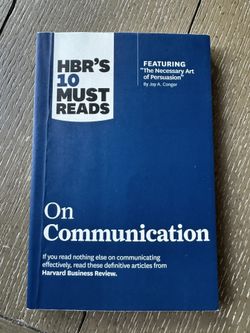 HBR'S
10
MUST
READS
FEATURING
"The Necessary Art
of Persuasion"
By Jay A. Conger
On
Communication
If you read nothing else on communicating
effectively, read these definitive articles from
Harvard Business Review.